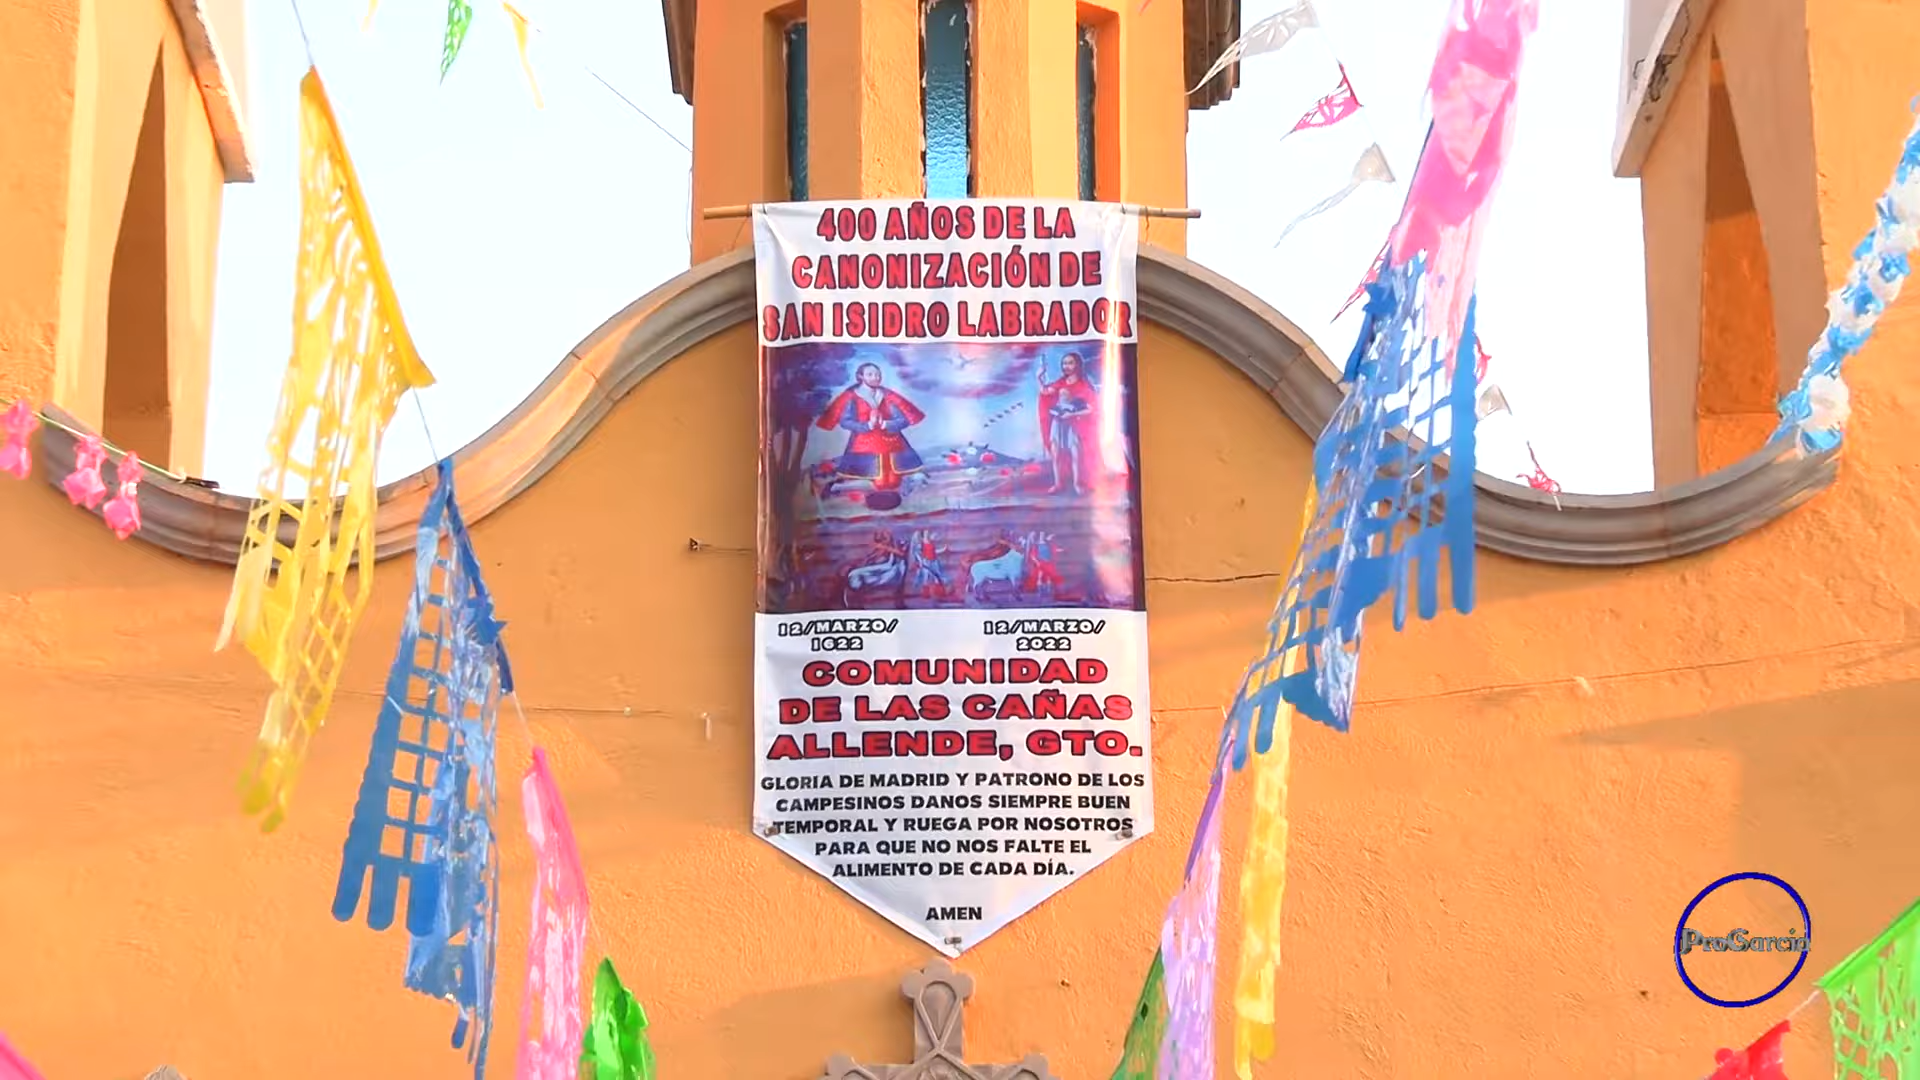 400 AÑOS DE LA
CANONIZACIÓN DE
SAN ISIDRO LABRADOR
12/MARZO/
1622
12/MARZO/
2022
COMUNIDAD
DE LAS CAÑAS
ALLENDE, GTO.
GLORIA DE MADRID Y PATRONO DE LOS
CAMPESINOS DANOS SIEMPRE BUEN
TEMPORAL Y RUEGA POR NOSOTROS
PARA QUE NO NOS FALTE EL
ALIMENTO DE CADA DÍA.
AMEN
ProGarcia